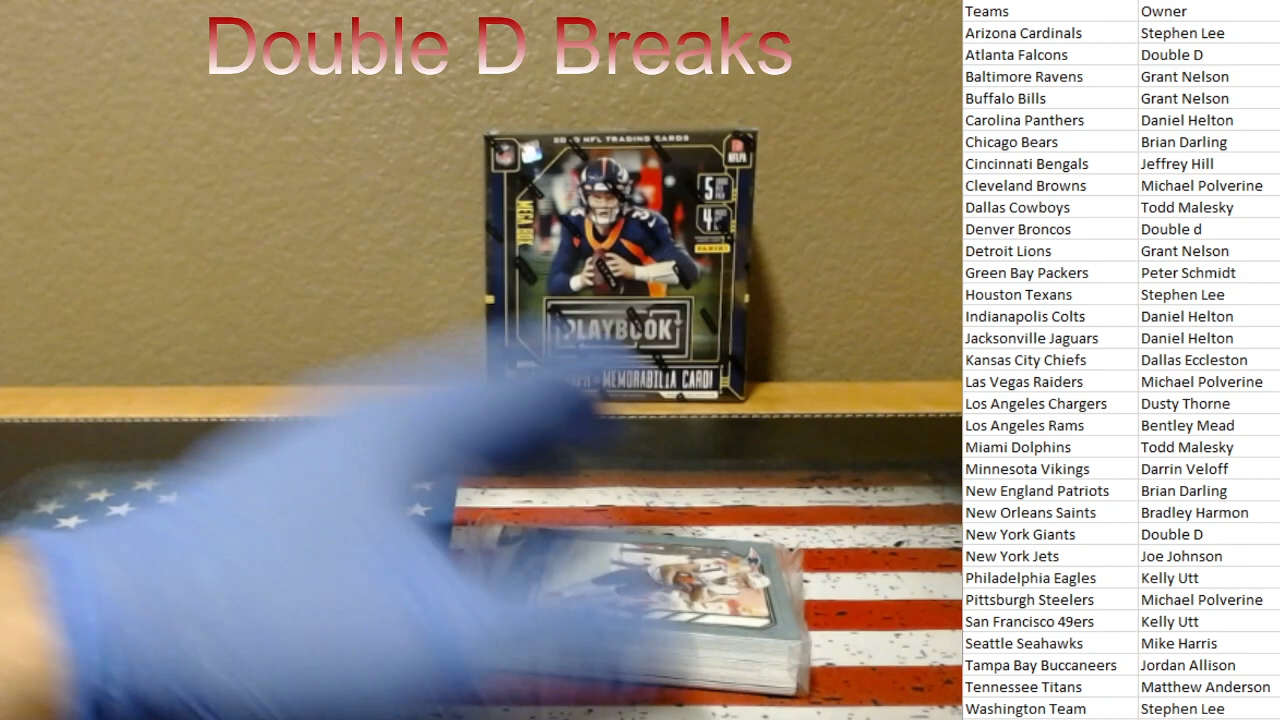 Double D Breaks
NFL TRADING CARDS
MEGA BOX
5
4
PANINI
PLAYBOOK
MEMORABILIA CARD!
Teams Owner
Arizona Cardinals Stephen Lee
Atlanta Falcons Double D
Baltimore Ravens Grant Nelson
Buffalo Bills Grant Nelson
Carolina Panthers Daniel Helton
Chicago Bears Brian Darling
Cincinnati Bengals Jeffrey Hill
Cleveland Browns Michael Polverine
Dallas Cowboys Todd Malesky
Denver Broncos Double d
Detroit Lions Grant Nelson
Green Bay Packers Peter Schmidt
Houston Texans Stephen Lee
Indianapolis Colts Daniel Helton
Jacksonville Jaguars Daniel Helton
Kansas City Chiefs Dallas Eccleston
Las Vegas Raiders Michael Polverine
Los Angeles Chargers Dusty Thorne
Los Angeles Rams Bentley Mead
Miami Dolphins Todd Malesky
Minnesota Vikings Darrin Veloff
New England Patriots Brian Darling
New Orleans Saints Bradley Harmon
New York Giants Double D
New York Jets Joe Johnson
Philadelphia Eagles Kelly Utt
Pittsburgh Steelers Michael Polverine
San Francisco 49ers Kelly Utt
Seattle Seahawks Mike Harris
Tampa Bay Buccaneers Jordan Allison
Tennessee Titans Matthew Anderson
Washington Team Stephen Lee